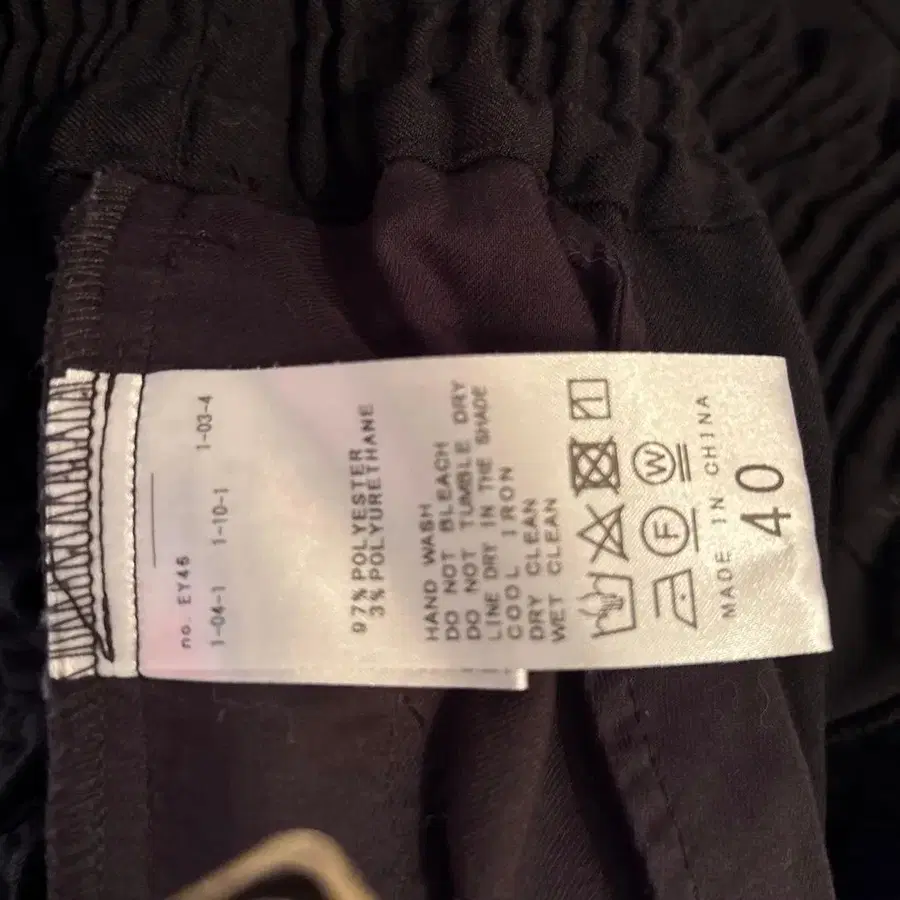 no. EY46
1-04-1 1-10-1 1-03-4
97% POLYESTER
3% POLYURETHANE
HAND WASH
DO NOT BLEACH
DO NOT TUMBLE DRY
LINE DRY IN THE SHADE
COOL IRON
DRY CLEAN
WET CLEAN
F W
MADE IN CHINA
40